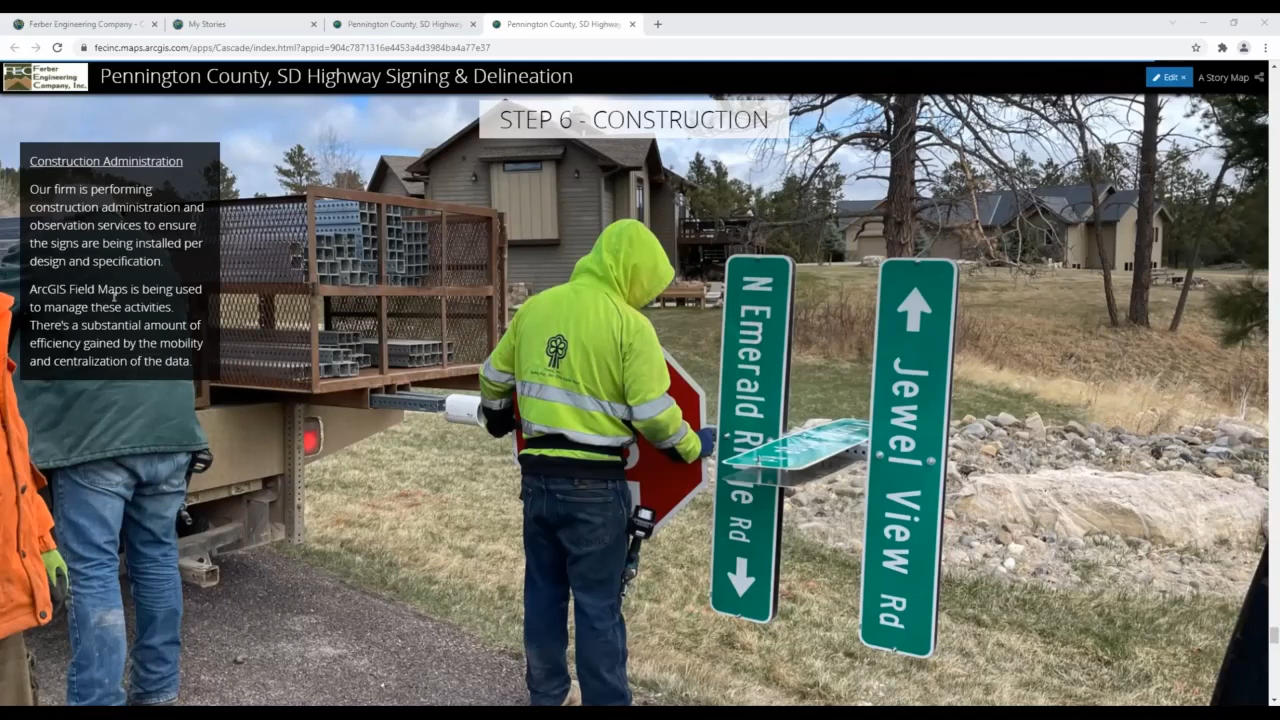 Ferber Engineering Company - C
My Stories
Pennington County, SD Highway
Pennington County, SD Highway
fecinc.maps.arcgis.com/apps/Cascade/index.html?appid=904c7871316e4453a4d3984ba4a77e37
FEC Ferber
Engineering
Company, Inc.
Pennington County, SD Highway Signing & Delineation
Edit
A Story Map
STEP 6 - CONSTRUCTION
Construction Administration
Our firm is performing
construction administration and
observation services to ensure
the signs are being installed per
design and specification.
ArcGIS Field Maps is being used
to manage these activities.
There's a substantial amount of
efficiency gained by the mobility
and centralization of the data.
N Emerald Rd
Jewel View Rd